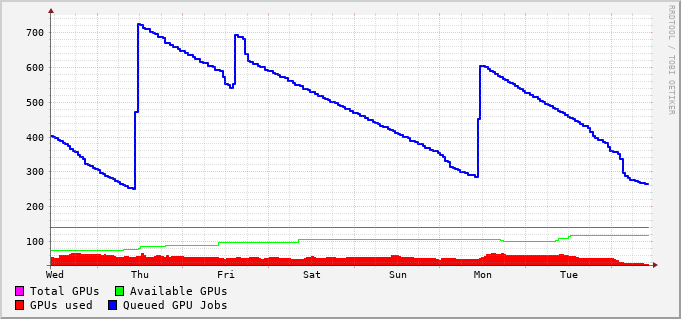 RRDTOOL / TOBI OETIKER
700
600
500
400
300
200
100
Wed Thu Fri Sat Sun Mon Tue
Total GPUs Available GPUs
GPUs used Queued GPU Jobs